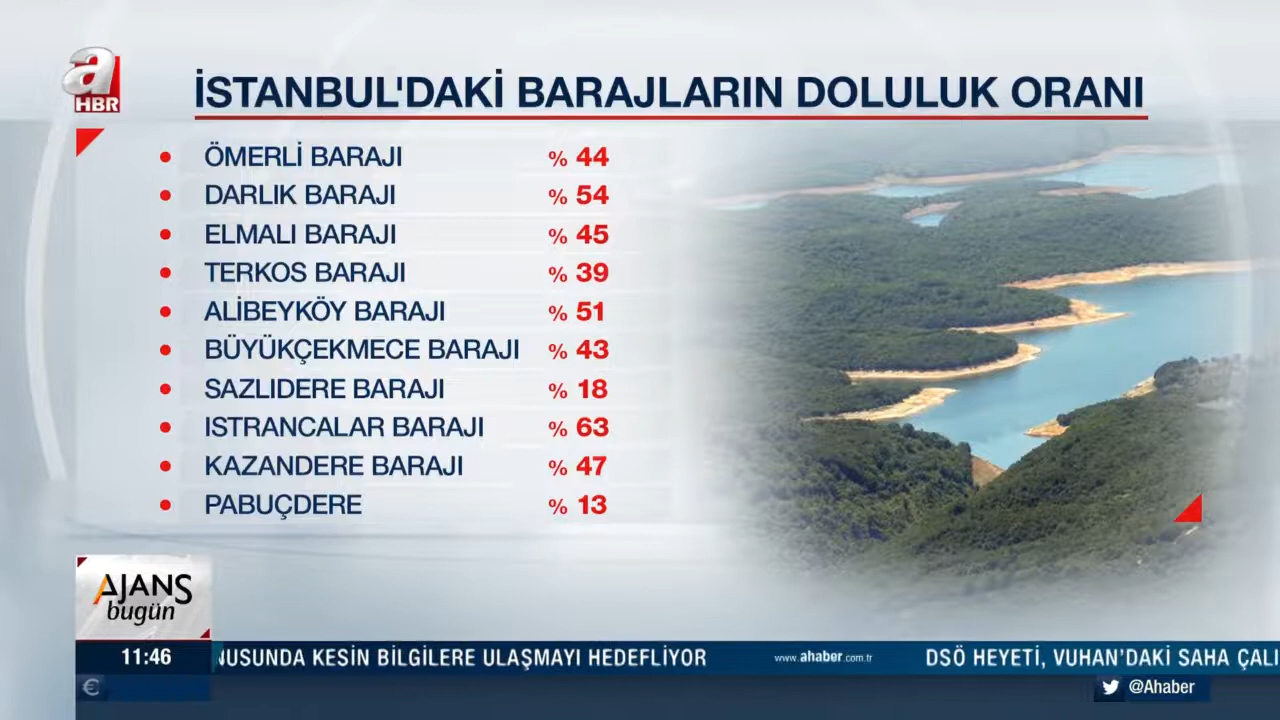 a
HBR
İSTANBUL'DAKİ BARAJLARIN DOLULUK ORANI
• ÖMERLİ BARAJI % 44
• DARLIK BARAJI % 54
• ELMALI BARAJI % 45
• TERKOS BARAJI % 39
• ALİBEYKÖY BARAJI % 51
• BÜYÜKÇEKMECE BARAJI % 43
• SAZLIDERE BARAJI % 18
• ISTRANCALAR BARAJI % 63
• KAZANDERE BARAJI % 47
• PABUÇDERE % 13
AJANS
bugün
11:46 NUSUNDA KESİN BİLGİLERE ULAŞMAYI HEDEFLİYOR www.ahaber.com.tr DSÖ HEYETİ, VUHAN'DAKİ SAHA ÇALI
€ @Ahaber